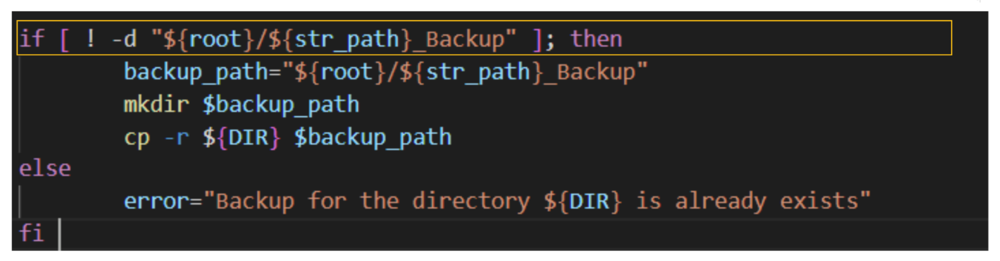 if [ ! -d "${root}/${str_path}_Backup" ]; then
backup_path="${root}/${str_path}_Backup"
mkdir $backup_path
cp -r ${DIR} $backup_path
else
error="Backup for the directory ${DIR} is already exists"
fi